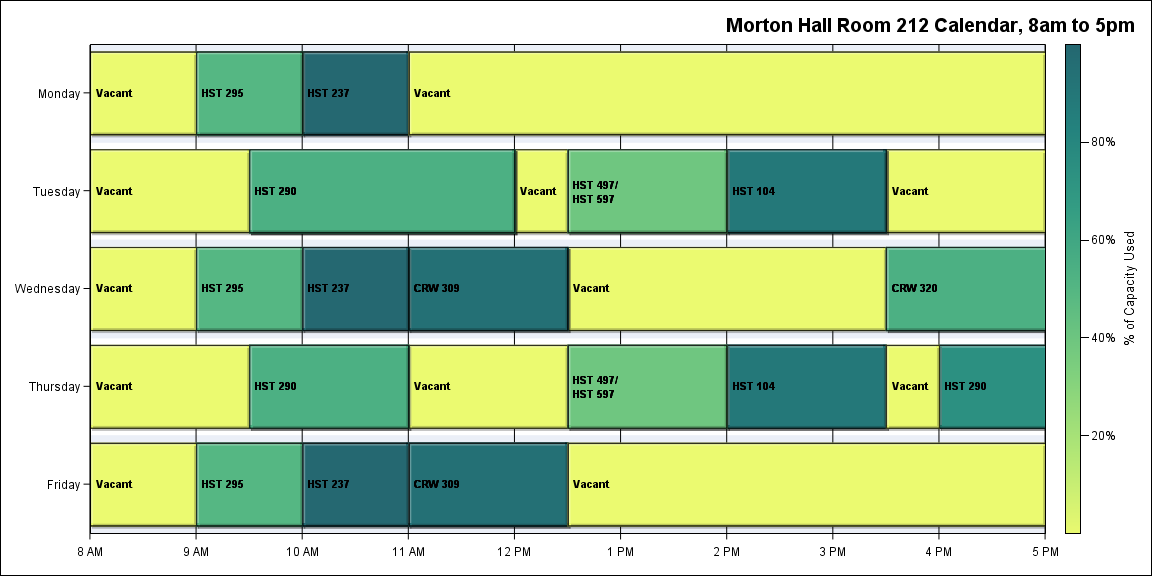 Morton Hall Room 212 Calendar, 8am to 5pm
Monday
Vacant
HST 295
HST 237
Vacant
Tuesday
Vacant
HST 290
Vacant
HST 497/
HST 597
HST 104
Vacant
Wednesday
Vacant
HST 295
HST 237
CRW 309
Vacant
CRW 320
Thursday
Vacant
HST 290
Vacant
HST 497/
HST 597
HST 104
Vacant
HST 290
Friday
Vacant
HST 295
HST 237
CRW 309
Vacant
8 AM
9 AM
10 AM
11 AM
12 PM
1 PM
2 PM
3 PM
4 PM
5 PM
80%
60%
40%
20%
% of Capacity Used